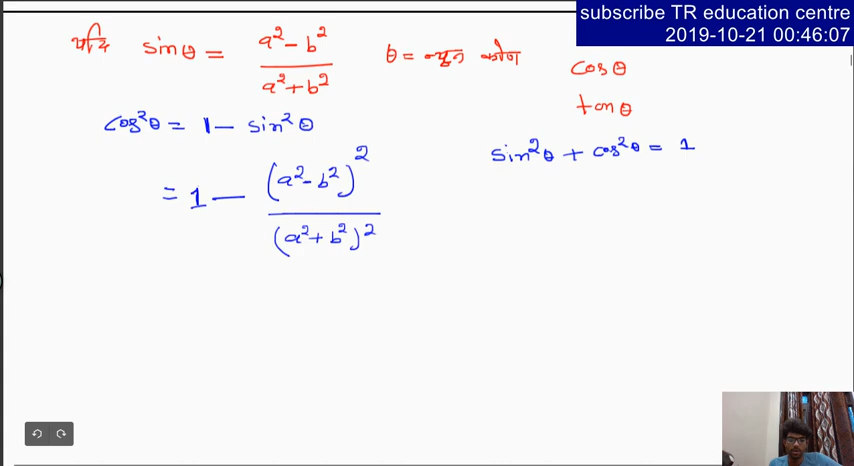 subscribe TR education centre
2019-10-21 00:46:07
यदि sinθ = a² - b² / a² + b² θ = न्यून कोण
cosθ
tanθ
cos²θ = 1 - sin²θ
sin²θ + cos²θ = 1
= 1 - (a² - b²)² / (a² + b²)²